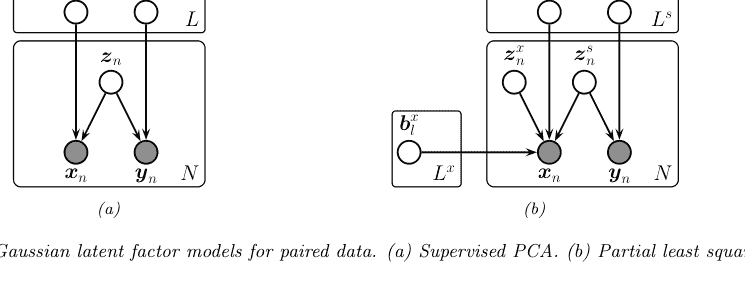 L
L^s
z_n
z_n^x
z_n^s
b_l^x
L^x
x_n
y_n
N
x_n
y_n
N
(a)
(b)
Gaussian latent factor models for paired data. (a) Supervised PCA. (b) Partial least